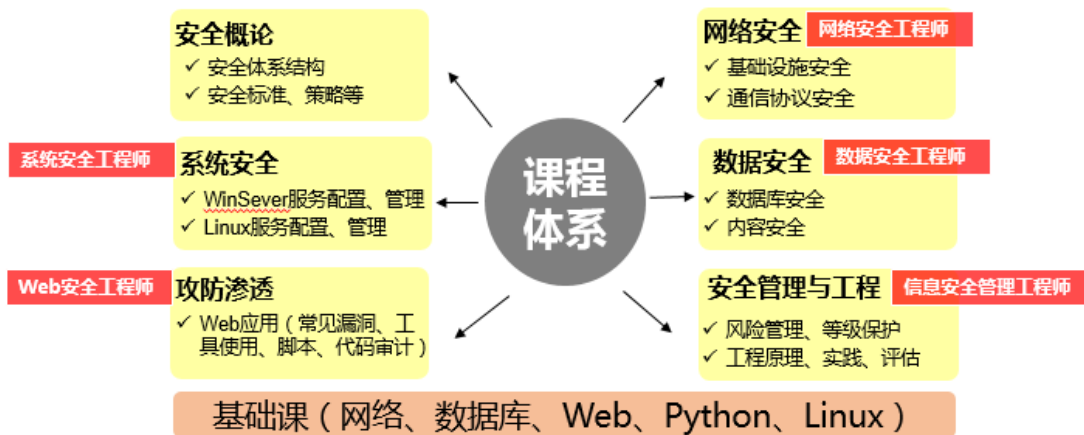 安全概论
✓ 安全体系结构
✓ 安全标准、策略等
系统安全工程师
系统安全
✓ WinSever服务配置、管理
✓ Linux服务配置、管理
Web安全工程师
攻防渗透
✓ Web应用（常见漏洞、工
具使用、脚本、代码审计）
课程
体系
网络安全
网络安全工程师
✓ 基础设施安全
✓ 通信协议安全
数据安全
数据安全工程师
✓ 数据库安全
✓ 内容安全
安全管理与工程
信息安全管理工程师
✓ 风险管理、等级保护
✓ 工程原理、实践、评估
基础课（网络、数据库、Web、Python、Linux）